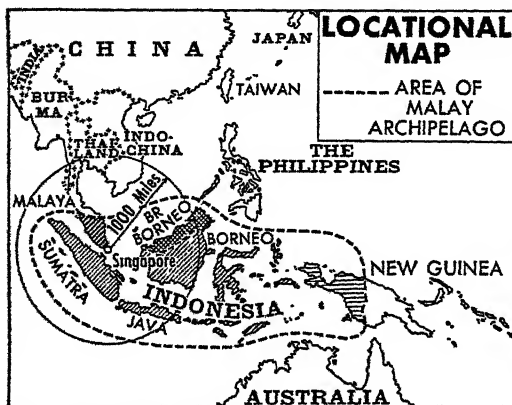 LOCATIONAL
MAP
AREA OF
MALAY
ARCHIPELAGO
CHINA
JAPAN
TAIWAN
INDIA
BUR
MA
THAI
LAND
INDO-
CHINA
THE
PHILIPPINES
MALAYA
1000 Miles
BR
BORNEO
BORNEO
Singapore
SUMATRA
INDONESIA
JAVA
NEW GUINEA
AUSTRALIA